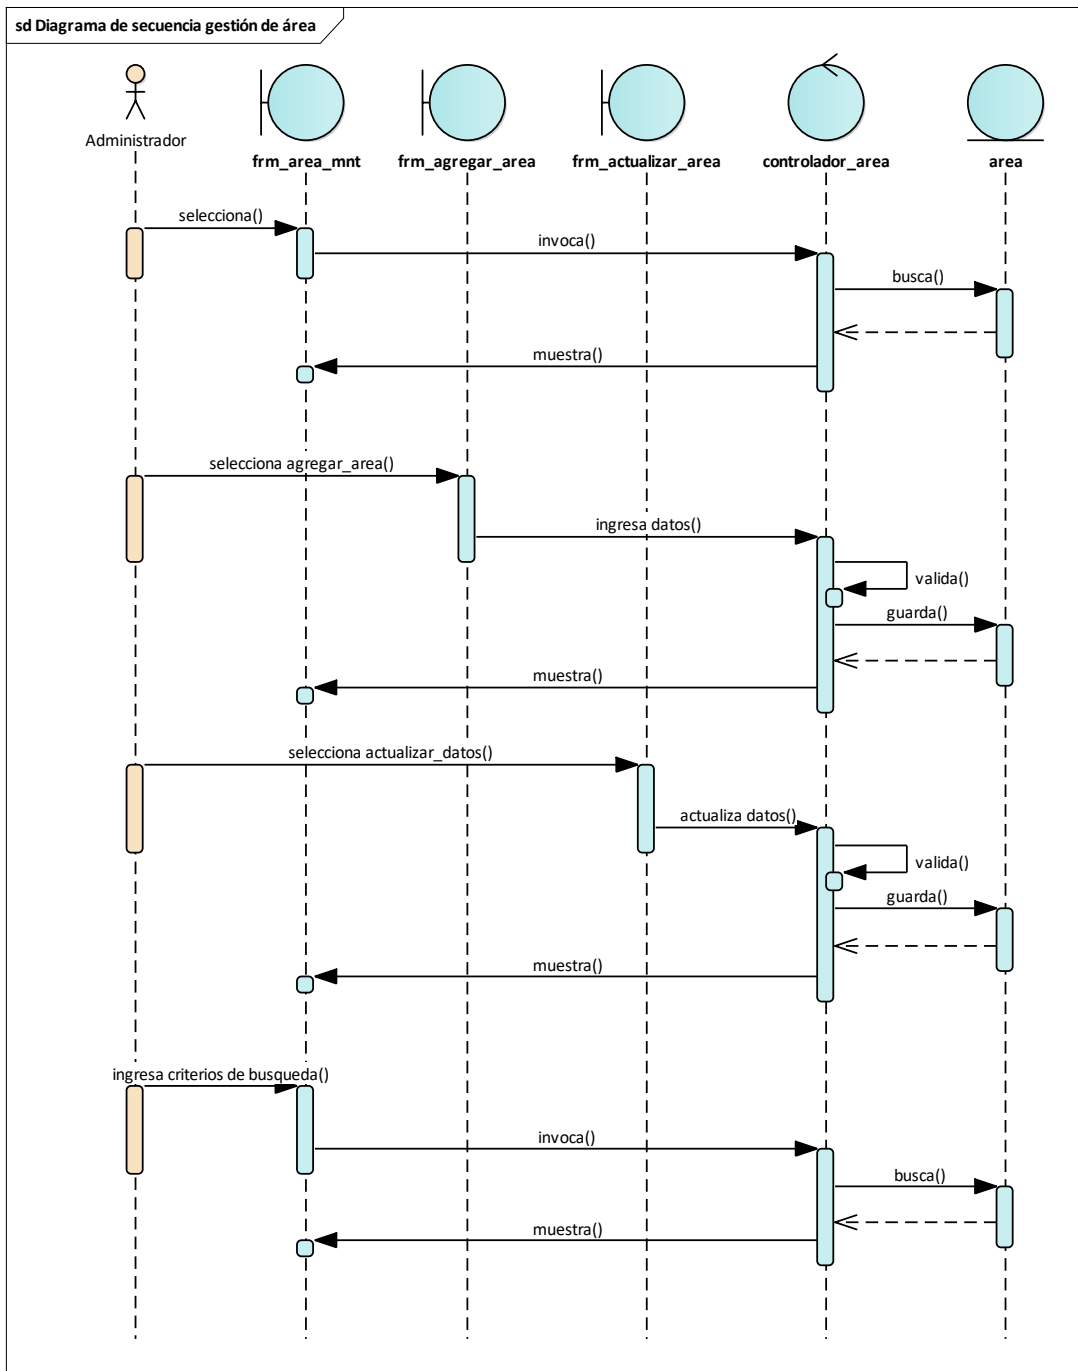 sd Diagrama de secuencia gestión de área
Administrador
frm_area_mnt
frm_agregar_area
frm_actualizar_area
controlador_area
area
selecciona()
invoca()
busca()
muestra()
selecciona agregar_area()
ingresa datos()
valida()
guarda()
muestra()
selecciona actualizar_datos()
actualiza datos()
valida()
guarda()
muestra()
ingresa criterios de busqueda()
invoca()
busca()
muestra()